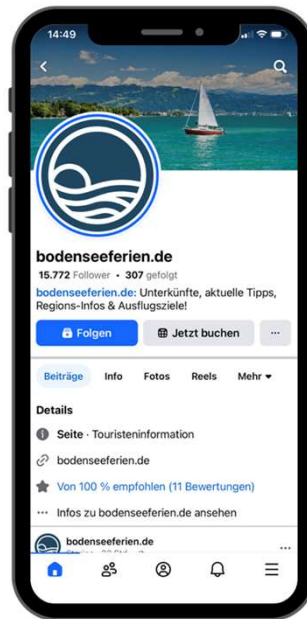 14:49
bodenseeferien.de
15.772 Follower • 307 gefolgt
bodenseeferien.de: Unterkünfte, aktuelle Tipps,
Regions-Infos & Ausflugsziele!
Folgen
Jetzt buchen
...
Beiträge Info Fotos Reels Mehr
Details
Seite · Touristeninformation
bodenseeferien.de
Von 100 % empfohlen (11 Bewertungen)
... Infos zu bodenseeferien.de ansehen
bodenseeferien.de
...